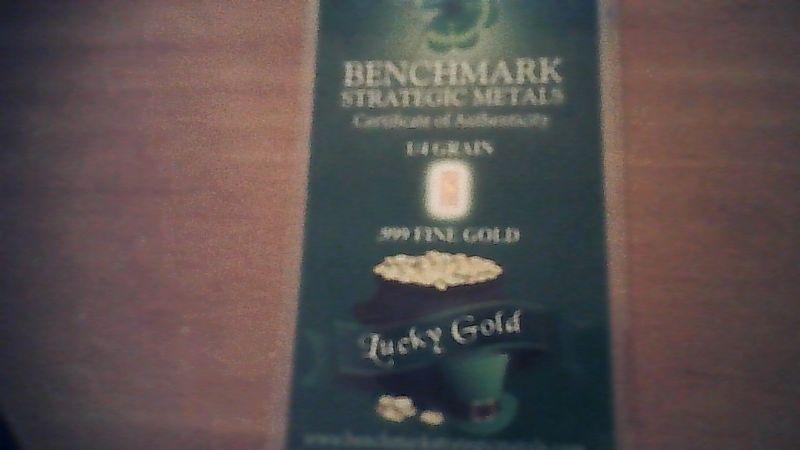 BENCHMARK
STRATEGIC METALS
Certificate of Authenticity
1/4 GRAIN
.999 FINE GOLD
Lucky Gold